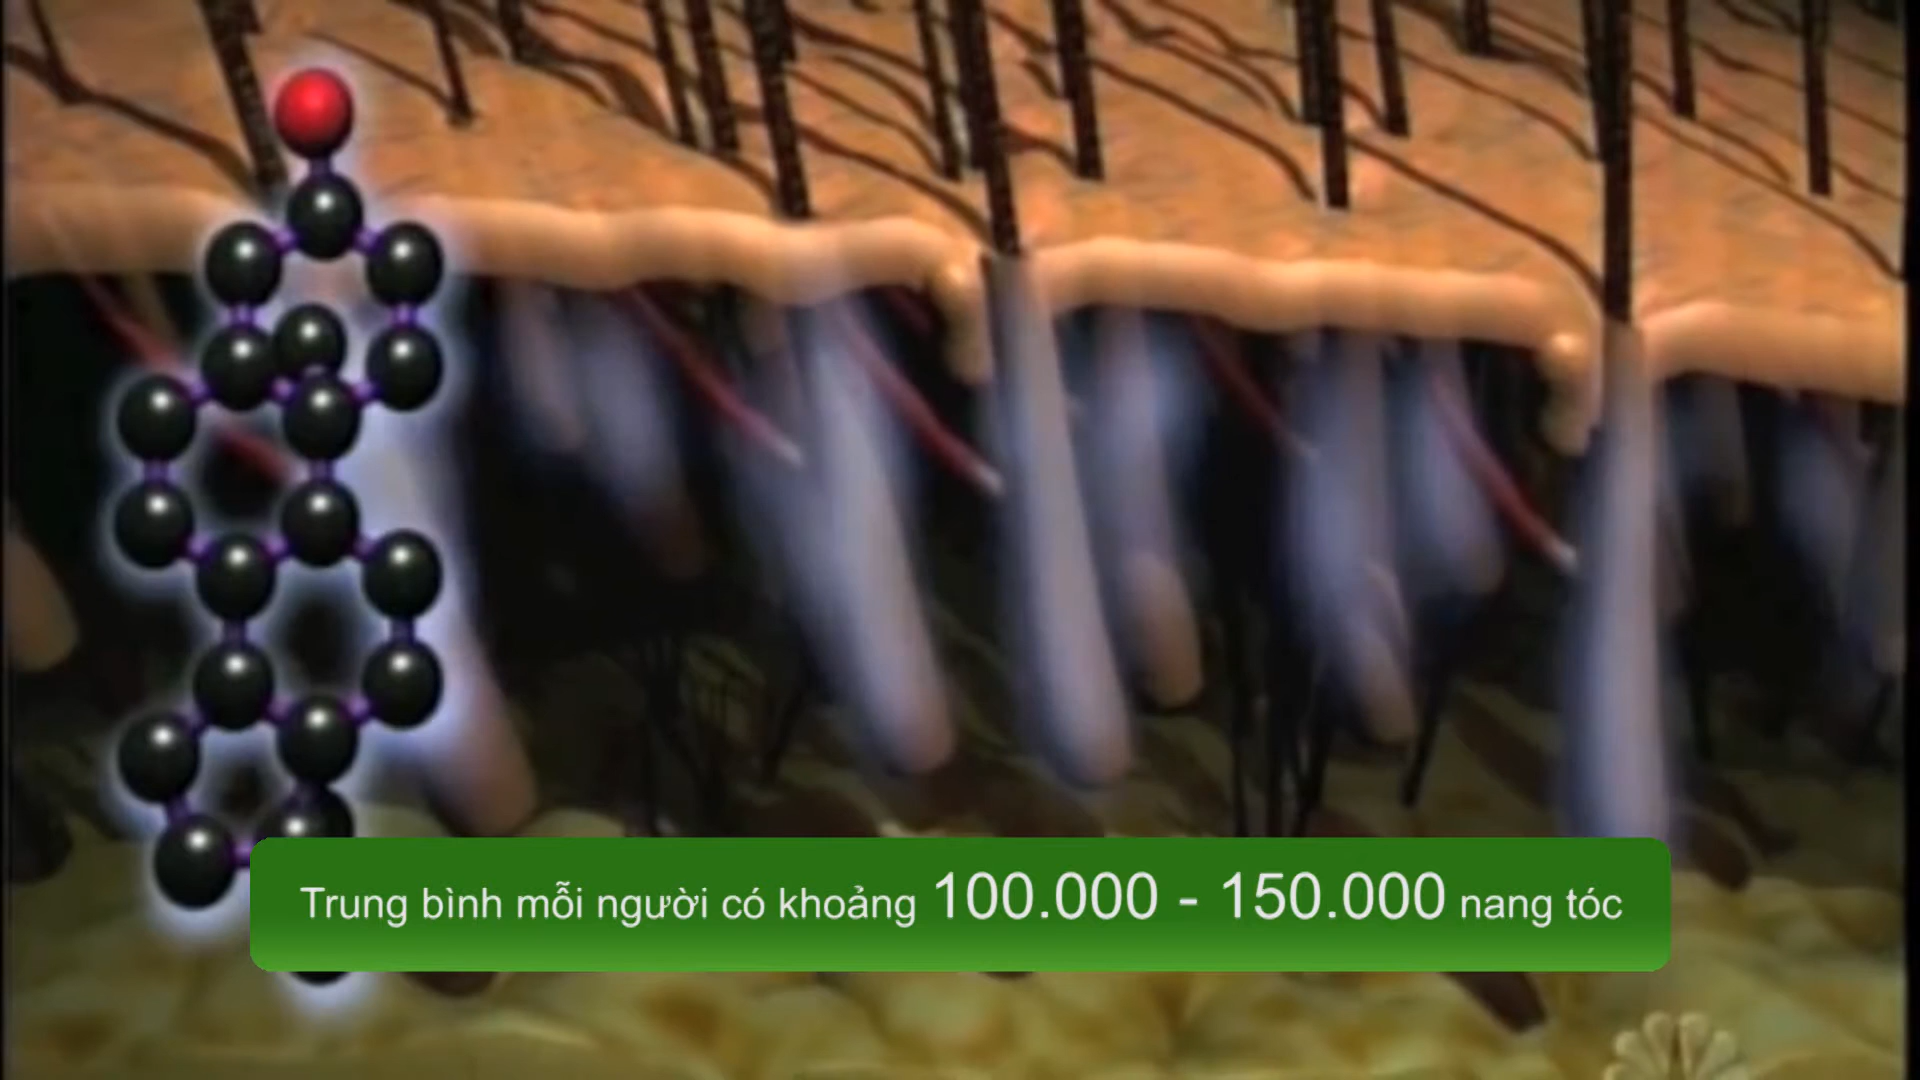 Trung bình mỗi người có khoảng 100.000 - 150.000 nang tóc